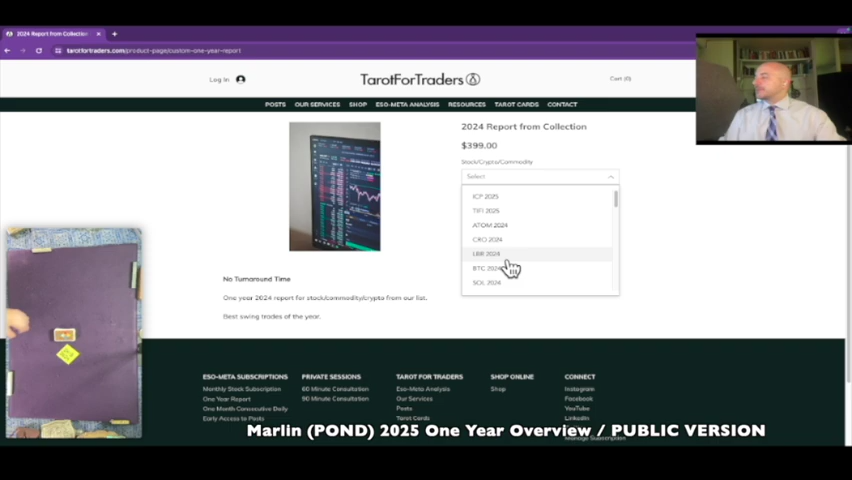 2024 Report from Collection
tarotfortraders.com/product-page/custom-one-year-report
Log In
TarotForTraders
Cart (0)
POSTS OUR SERVICES SHOP ESO-META ANALYSIS RESOURCES TAROT CARDS CONTACT
2024 Report from Collection
$399.00
Stock/Crypto/Commodity
Select
ICP 2025
TIFI 2025
ATOM 2024
CRO 2024
BTC 2024
SOL 2024
No Turnaround Time
One year 2024 report for stock/commodity/crypto from our list.
Best swing trades of the year.
ESO-META SUBSCRIPTIONS PRIVATE SESSIONS TAROT FOR TRADERS SHOP ONLINE CONNECT
Monthly Stock Subscription 60 Minute Consultation Eso-Meta Analysis Shop Instagram
One Year Report 90 Minute Consultation Our Services Facebook
One Month Consecutive Daily Posts YouTube
Early Access to Posts Tarot Cards LinkedIn
Marlin (POND) 2025 One Year Overview / PUBLIC VERSION